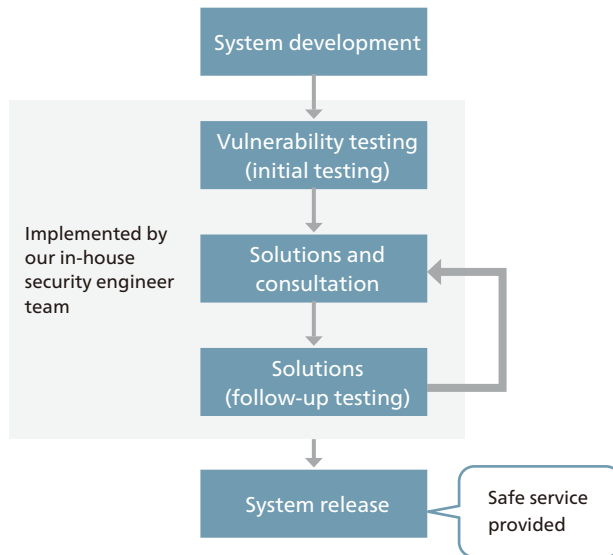 System development
Vulnerability testing
(initial testing)
Implemented by
our in-house
security engineer
team
Solutions and
consultation
Solutions
(follow-up testing)
System release
Safe service
provided